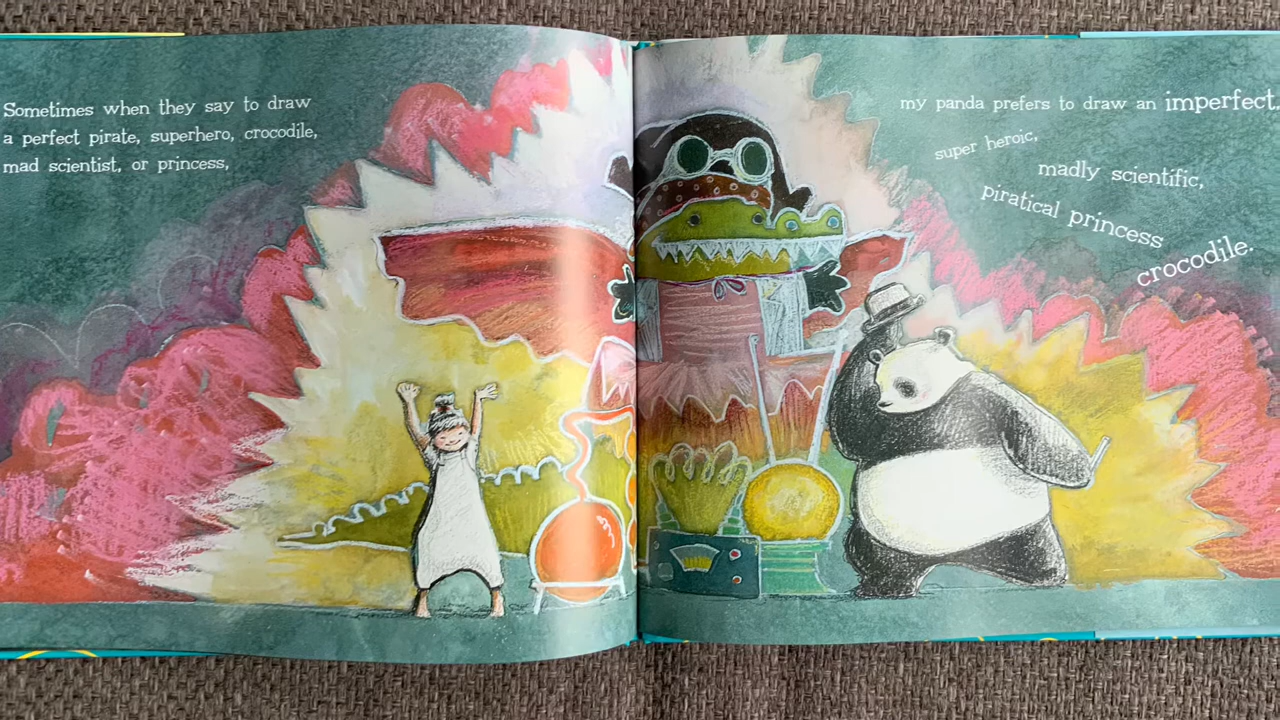 Sometimes when they say to draw
a perfect pirate, superhero, crocodile,
mad scientist, or princess,
my panda prefers to draw an imperfect,
super heroic,
madly scientific,
piratical princess
crocodile.